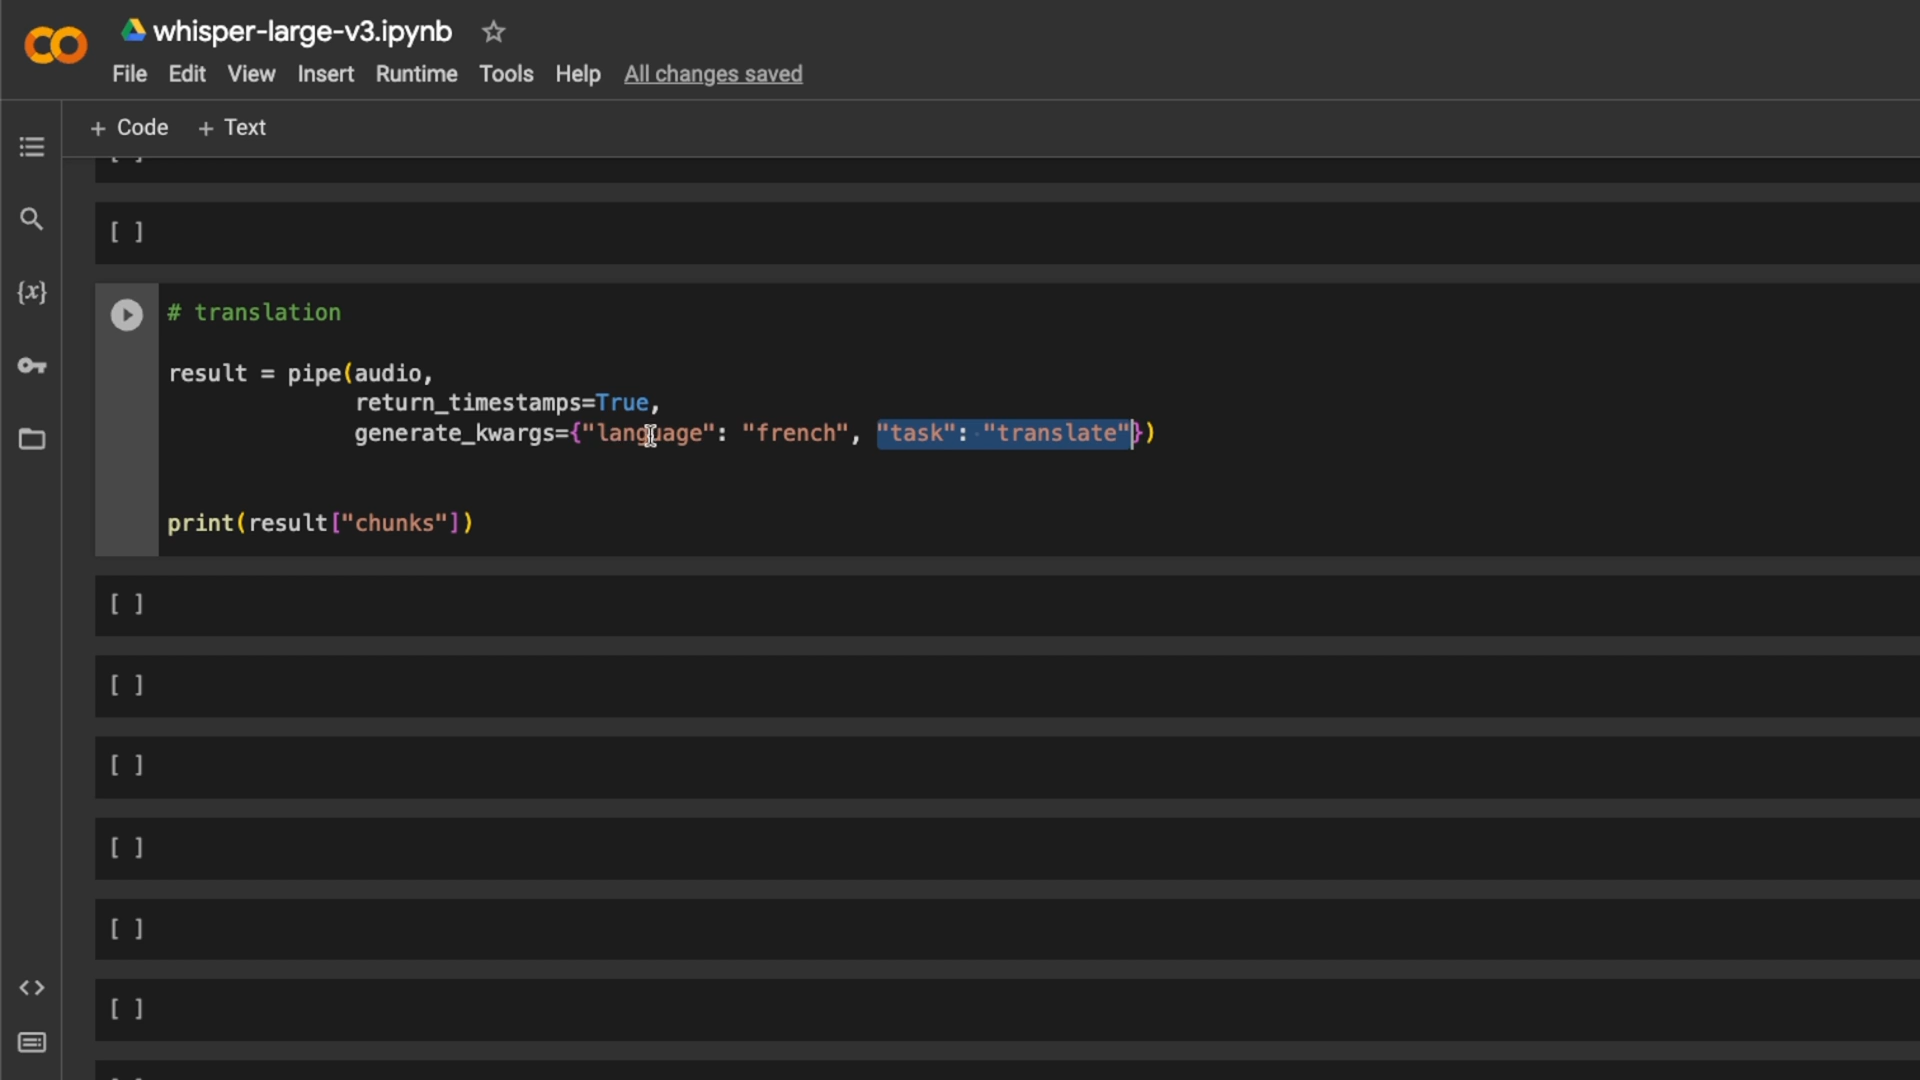 whisper-large-v3.ipynb
File Edit View Insert Runtime Tools Help All changes saved
+ Code + Text
[ ]
[ ]
{x}
# translation
result = pipe(audio,
return_timestamps=True,
generate_kwargs={"language": "french", "task": "translate"})
print(result["chunks"])
[ ]
[ ]
[ ]
[ ]
[ ]
[ ]